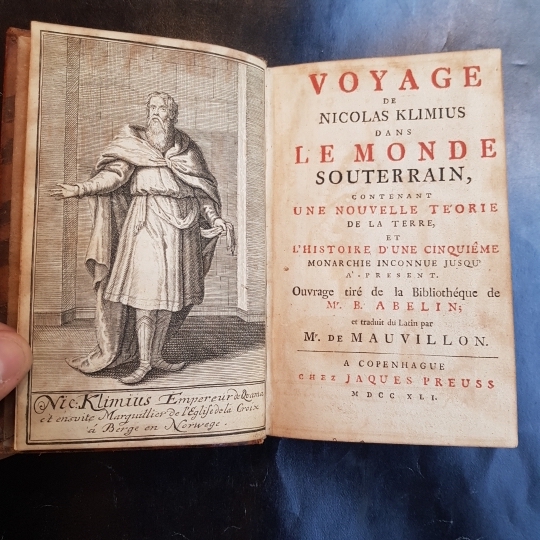 Nic. Klimiüs Empereur de Quama
et ensuite Marguillier de l'Eglise de la Croix
á Berge en Norwege.
VOYAGE
DE
NICOLAS KLIMIUS
DANS
LE MONDE
SOUTERRAIN,
CONTENANT
UNE NOUVELLE TEORIE
DE LA TERRE,
ET
L'HISTOIRE D'UNE CINQUIÉME
MONARCHIE INCONNUE JUSQU'
A'-PRESENT.
Ouvrage tiré de la Bibliothéque de
Mr. B. ABELIN;
et traduit du Latin par
Mr. DE MAUVILLON.
A COPENHAGUE
CHEZ JAQUES PREUSS
MDCCXLI.